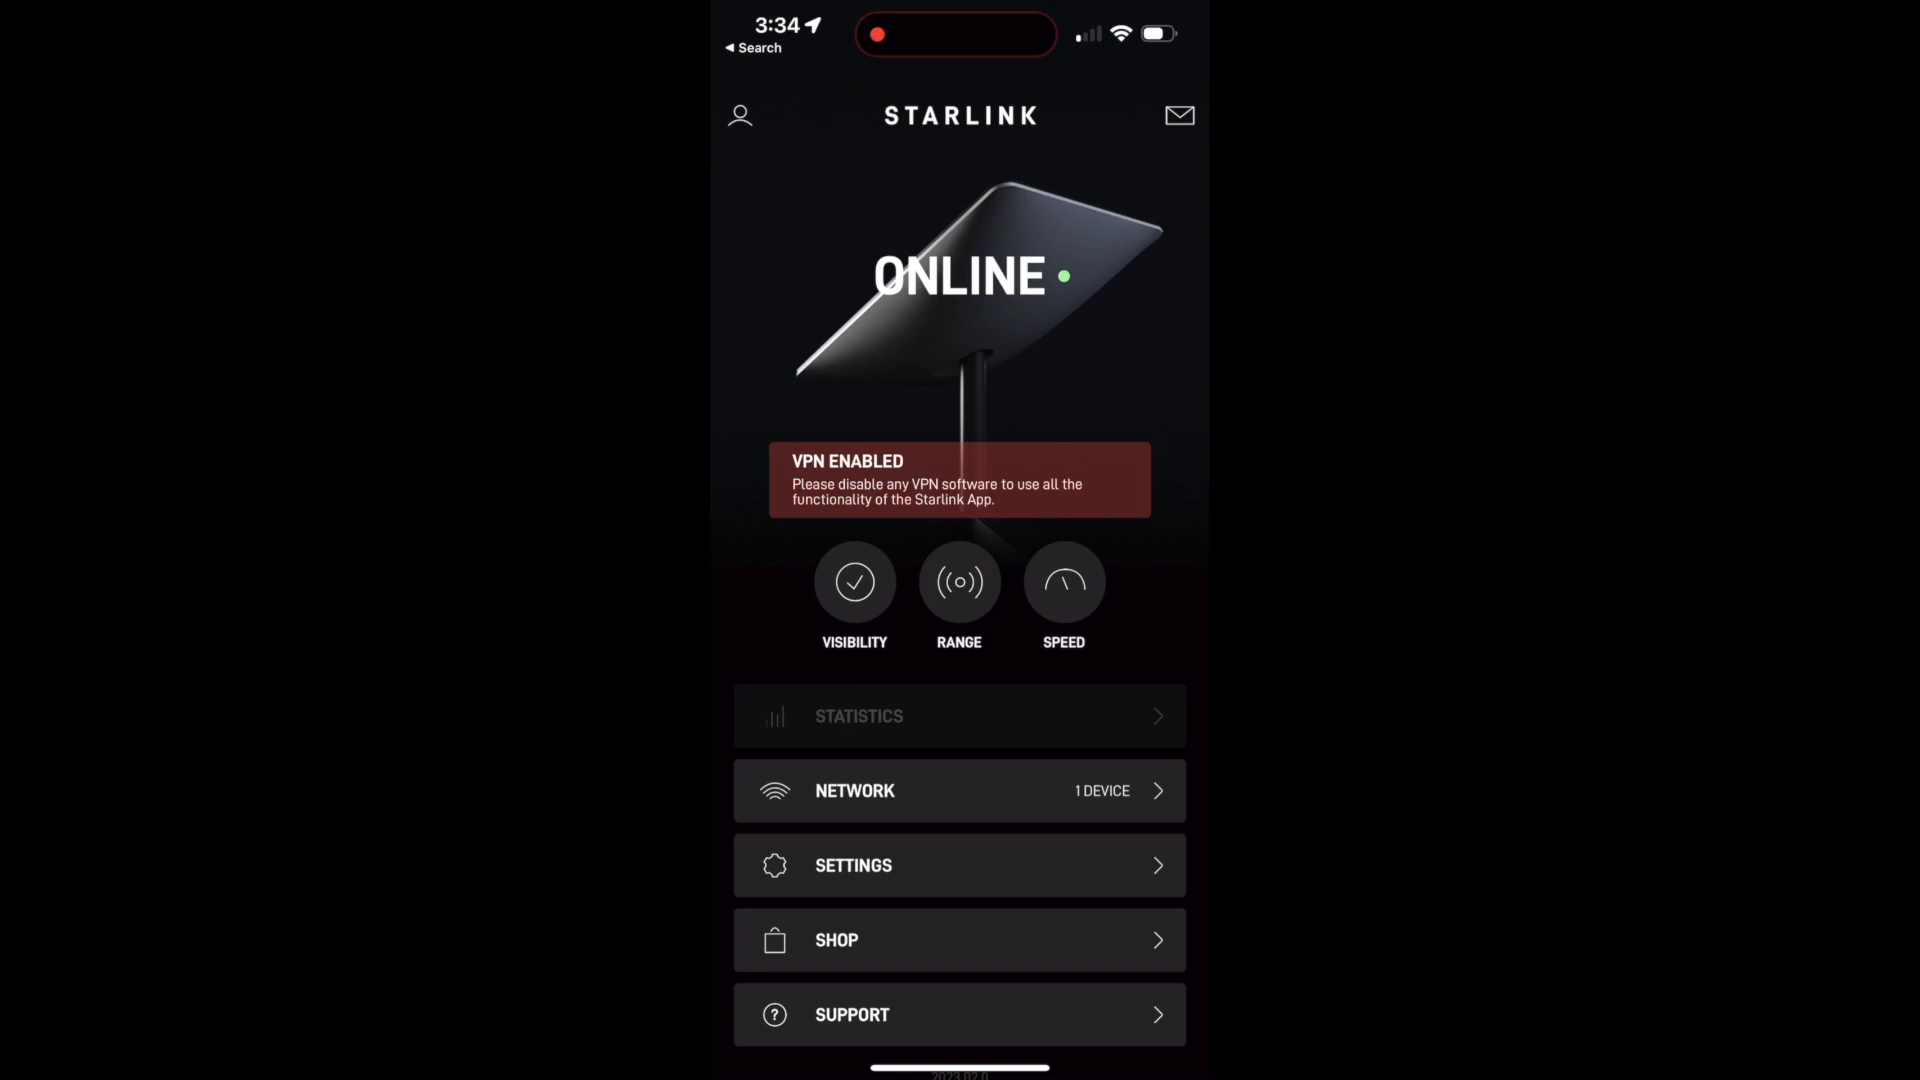 3:34
◀ Search
STARLINK
ONLINE
VPN ENABLED
Please disable any VPN software to use all the
functionality of the Starlink App.
VISIBILITY
RANGE
SPEED
STATISTICS
NETWORK 1 DEVICE
SETTINGS
SHOP
? SUPPORT